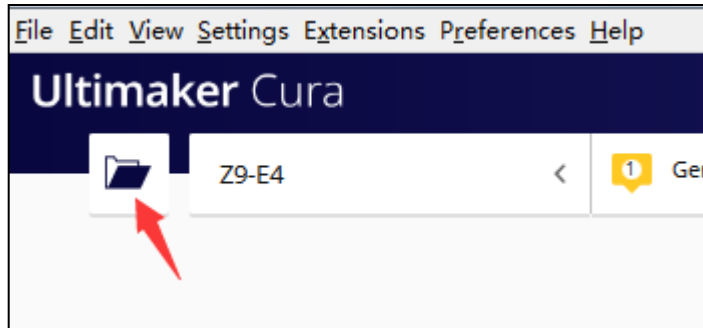 File Edit View Settings Extensions Preferences Help
Ultimaker Cura
Z9-E4 < 1